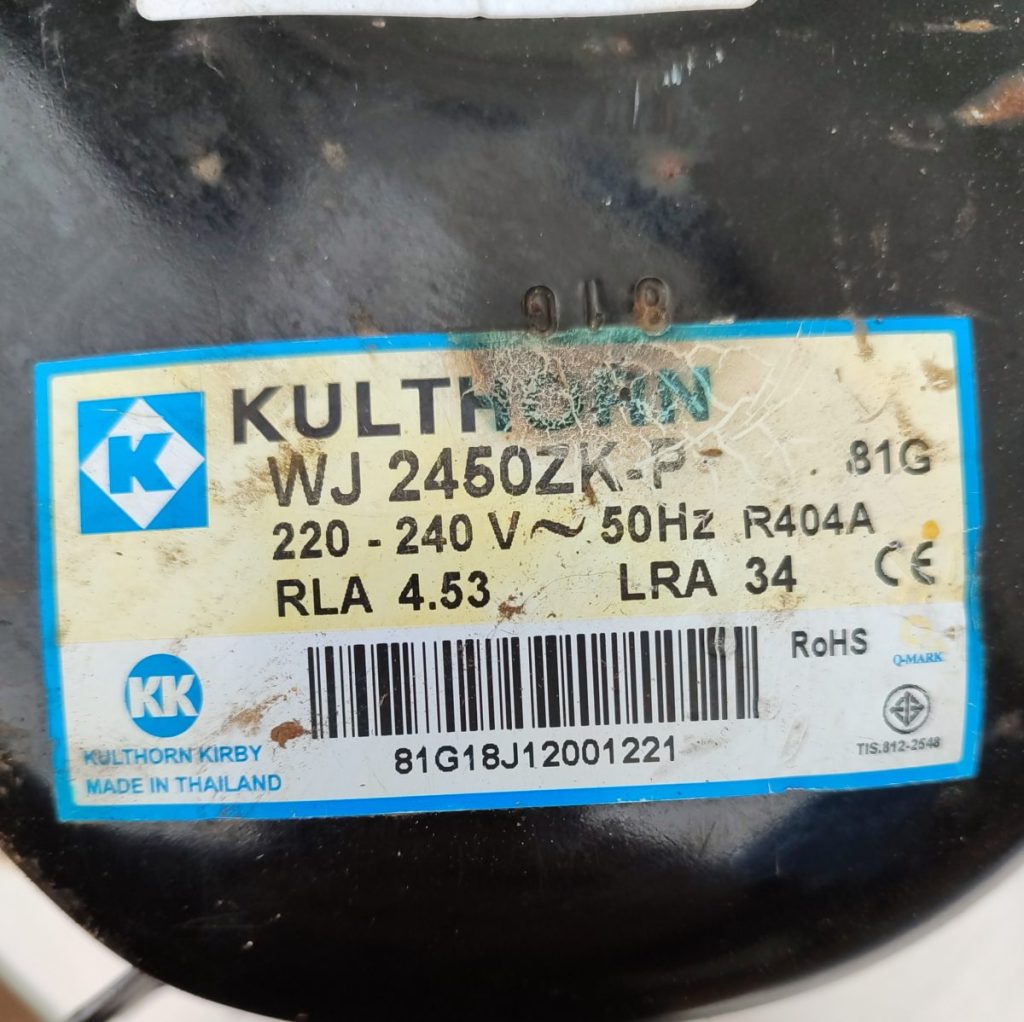 81G
K
KULTHORN
WJ 2450ZK-P 81G
220 - 240 V ~ 50Hz R404A
RLA 4.53 LRA 34 CE
RoHS
Q-MARK
KK
KULTHORN KIRBY
MADE IN THAILAND
81G18J12001221
TIS.812-2548